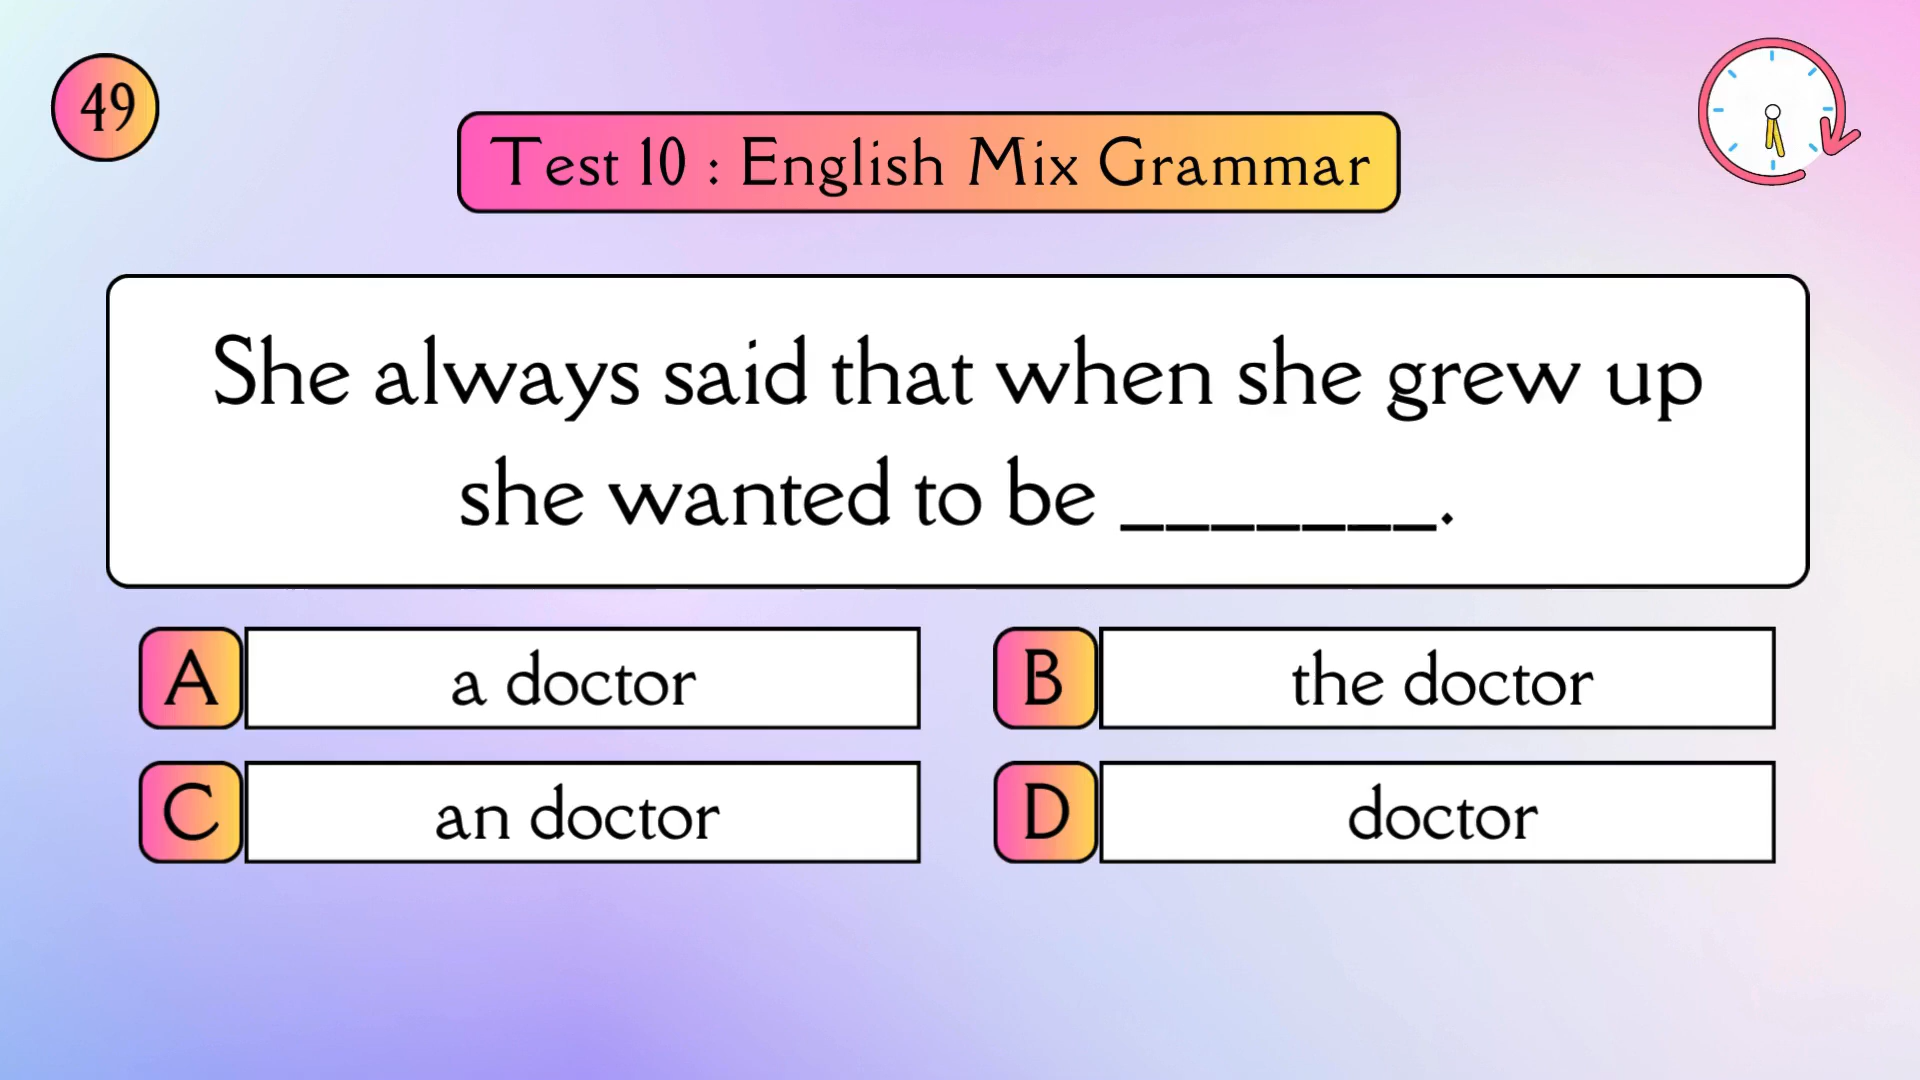 49
Test 10 : English Mix Grammar
She always said that when she grew up
she wanted to be _______.
A a doctor
B the doctor
C an doctor
D doctor